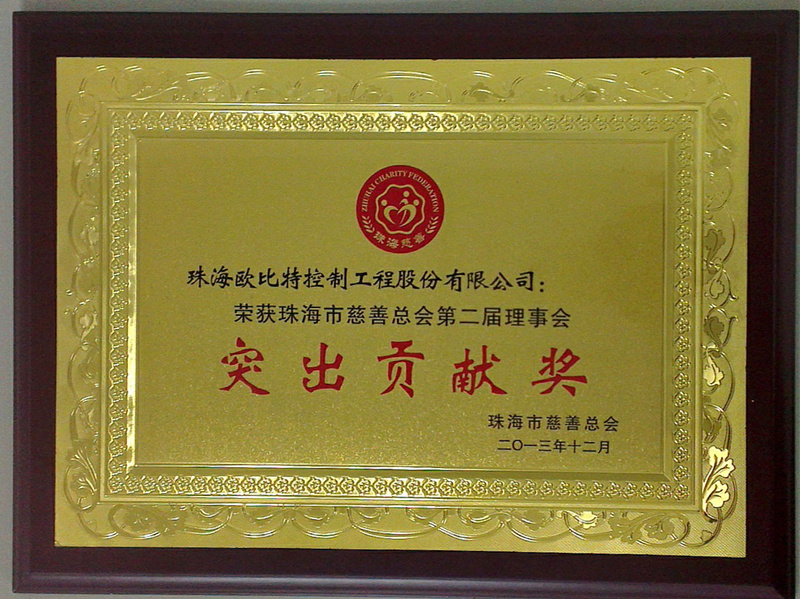 ZHUHAI CHARITY FEDERATION
珠海慈善
珠海欧比特控制工程股份有限公司：
荣获珠海市慈善总会第二届理事会
突出贡献奖
珠海市慈善总会
二〇一三年十二月